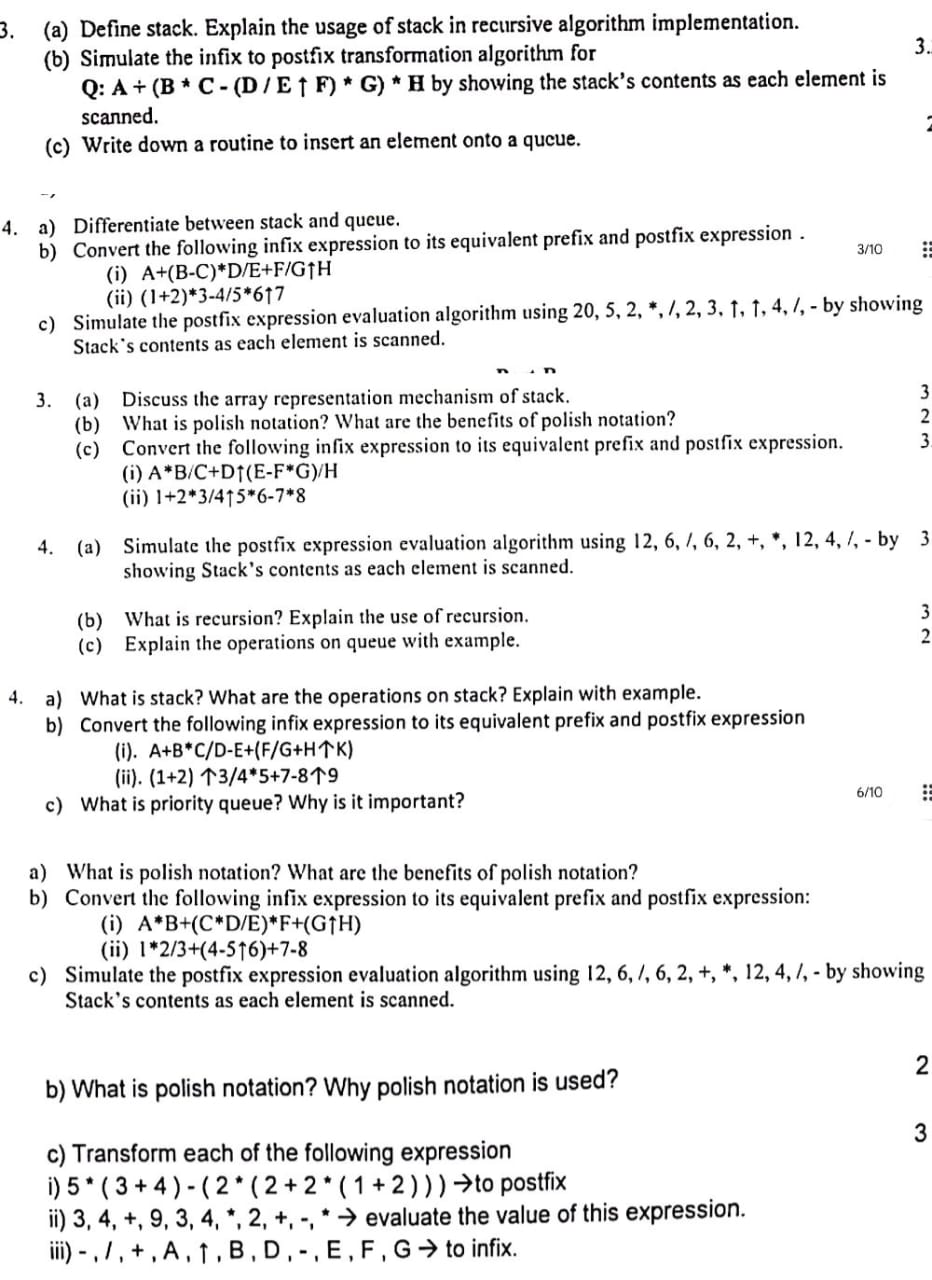 3. (a) Define stack. Explain the usage of stack in recursive algorithm implementation.
(b) Simulate the infix to postfix transformation algorithm for
3.
Q: A + (B * C - (D / E ↑ F) * G) * H by showing the stack's contents as each element is
scanned.
(c) Write down a routine to insert an element onto a queue.
4. a) Differentiate between stack and queue.
b) Convert the following infix expression to its equivalent prefix and postfix expression .
3/10
(i) A+(B-C)*D/E+F/G↑H
(ii) (1+2)*3-4/5*6↑7
c) Simulate the postfix expression evaluation algorithm using 20, 5, 2, *, /, 2, 3, ↑, ↑, 4, /, - by showing
Stack's contents as each element is scanned.
3. (a) Discuss the array representation mechanism of stack. 3
(b) What is polish notation? What are the benefits of polish notation? 2
(c) Convert the following infix expression to its equivalent prefix and postfix expression. 3
(i) A*B/C+D↑(E-F*G)/H
(ii) 1+2*3/4↑5*6-7*8
4. (a) Simulate the postfix expression evaluation algorithm using 12, 6, /, 6, 2, +, *, 12, 4, /, - by 3
showing Stack's contents as each element is scanned.
(b) What is recursion? Explain the use of recursion. 3
(c) Explain the operations on queue with example. 2
4. a) What is stack? What are the operations on stack? Explain with example.
b) Convert the following infix expression to its equivalent prefix and postfix expression
(i). A+B*C/D-E+(F/G+H↑K)
(ii). (1+2) ↑3/4*5+7-8↑9
c) What is priority queue? Why is it important?
6/10
a) What is polish notation? What are the benefits of polish notation?
b) Convert the following infix expression to its equivalent prefix and postfix expression:
(i) A*B+(C*D/E)*F+(G↑H)
(ii) 1*2/3+(4-5↑6)+7-8
c) Simulate the postfix expression evaluation algorithm using 12, 6, /, 6, 2, +, *, 12, 4, /, - by showing
Stack's contents as each element is scanned.
b) What is polish notation? Why polish notation is used? 2
c) Transform each of the following expression 3
i) 5 * ( 3 + 4 ) - ( 2 * ( 2 + 2 * ( 1 + 2 ) ) ) →to postfix
ii) 3, 4, +, 9, 3, 4, *, 2, +, -, * → evaluate the value of this expression.
iii) - , / , + , A , ↑ , B , D , - , E , F , G → to infix.